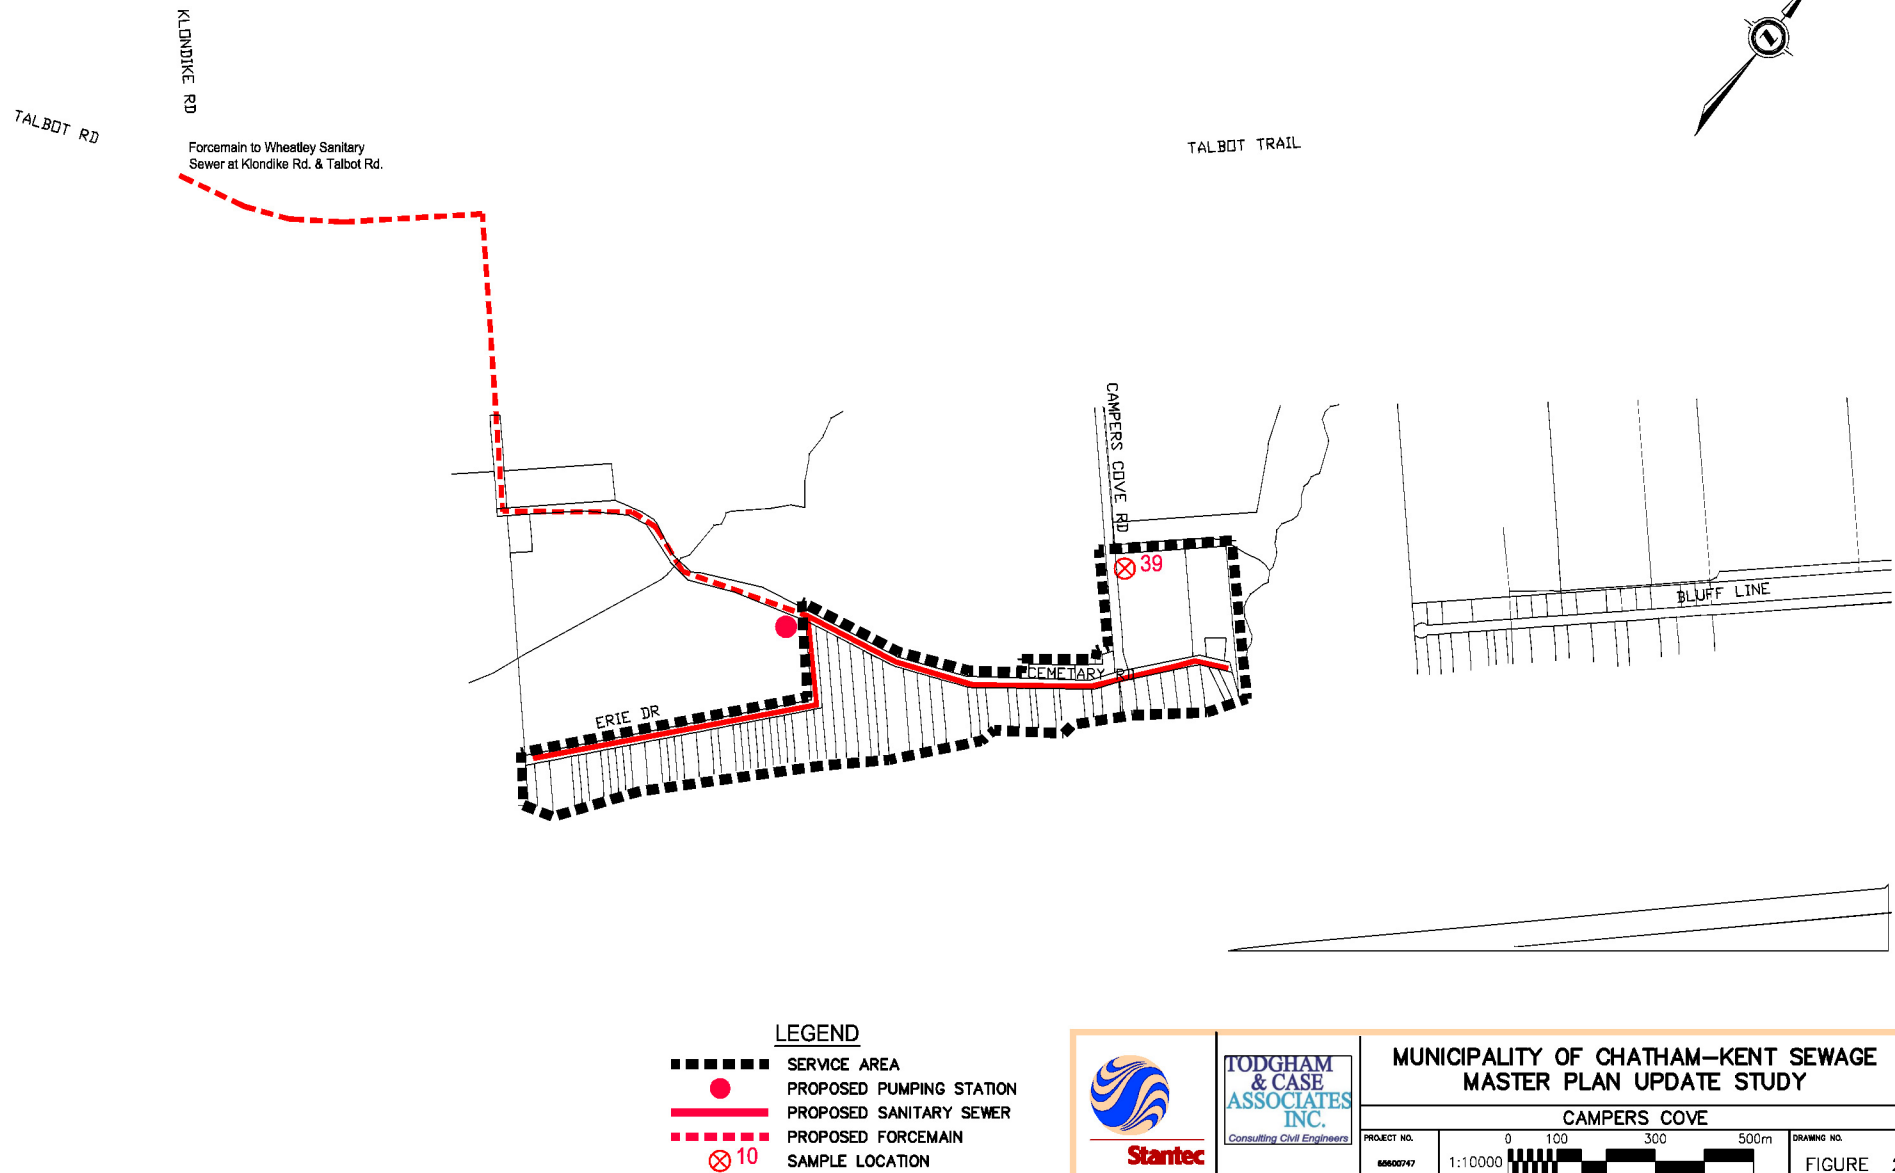 KLONDIKE RD
TALBOT RD
Forcemain to Wheatley Sanitary
Sewer at Klondike Rd. & Talbot Rd.
TALBOT TRAIL
CAMPERS COVE RD
39
BLUFF LINE
CEMETARY RD
ERIE DR
LEGEND
SERVICE AREA
PROPOSED PUMPING STATION
PROPOSED SANITARY SEWER
PROPOSED FORCEMAIN
10 SAMPLE LOCATION
Stantec
TODGHAM
& CASE
ASSOCIATES
INC.
Consulting Civil Engineers
MUNICIPALITY OF CHATHAM-KENT SEWAGE
MASTER PLAN UPDATE STUDY
CAMPERS COVE
PROJECT NO.
65600747
1:10000
0 100 300 500m
DRAWING NO.
FIGURE